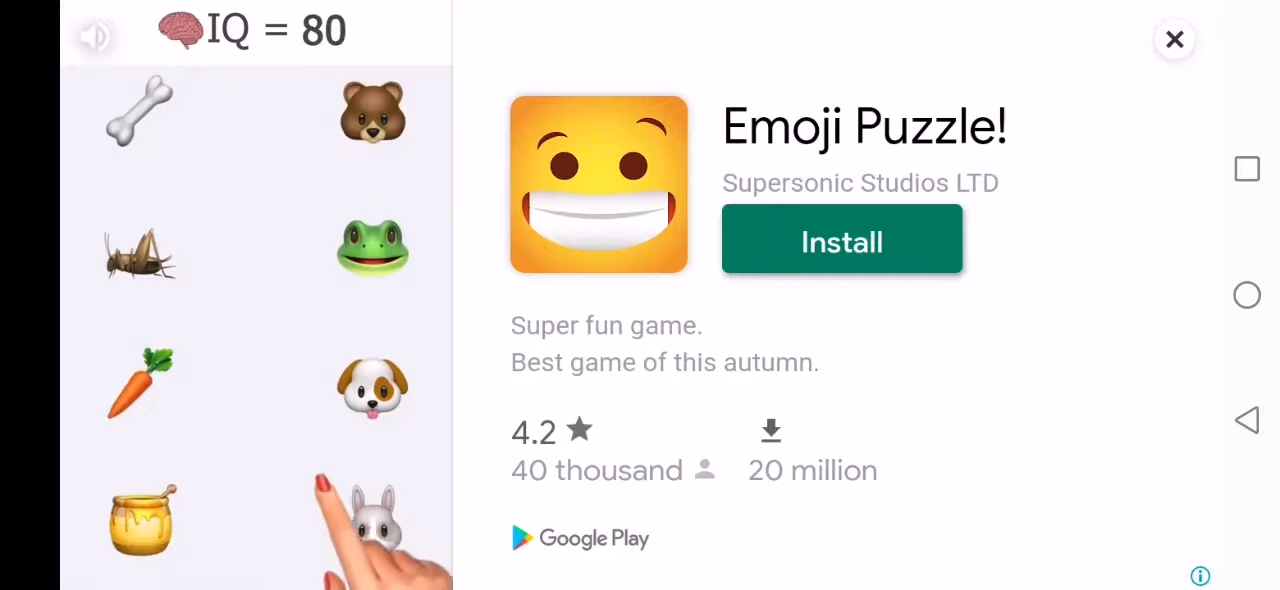 IQ = 80
Emoji Puzzle!
Supersonic Studios LTD
Install
Super fun game.
Best game of this autumn.
4.2
40 thousand
20 million
Google Play